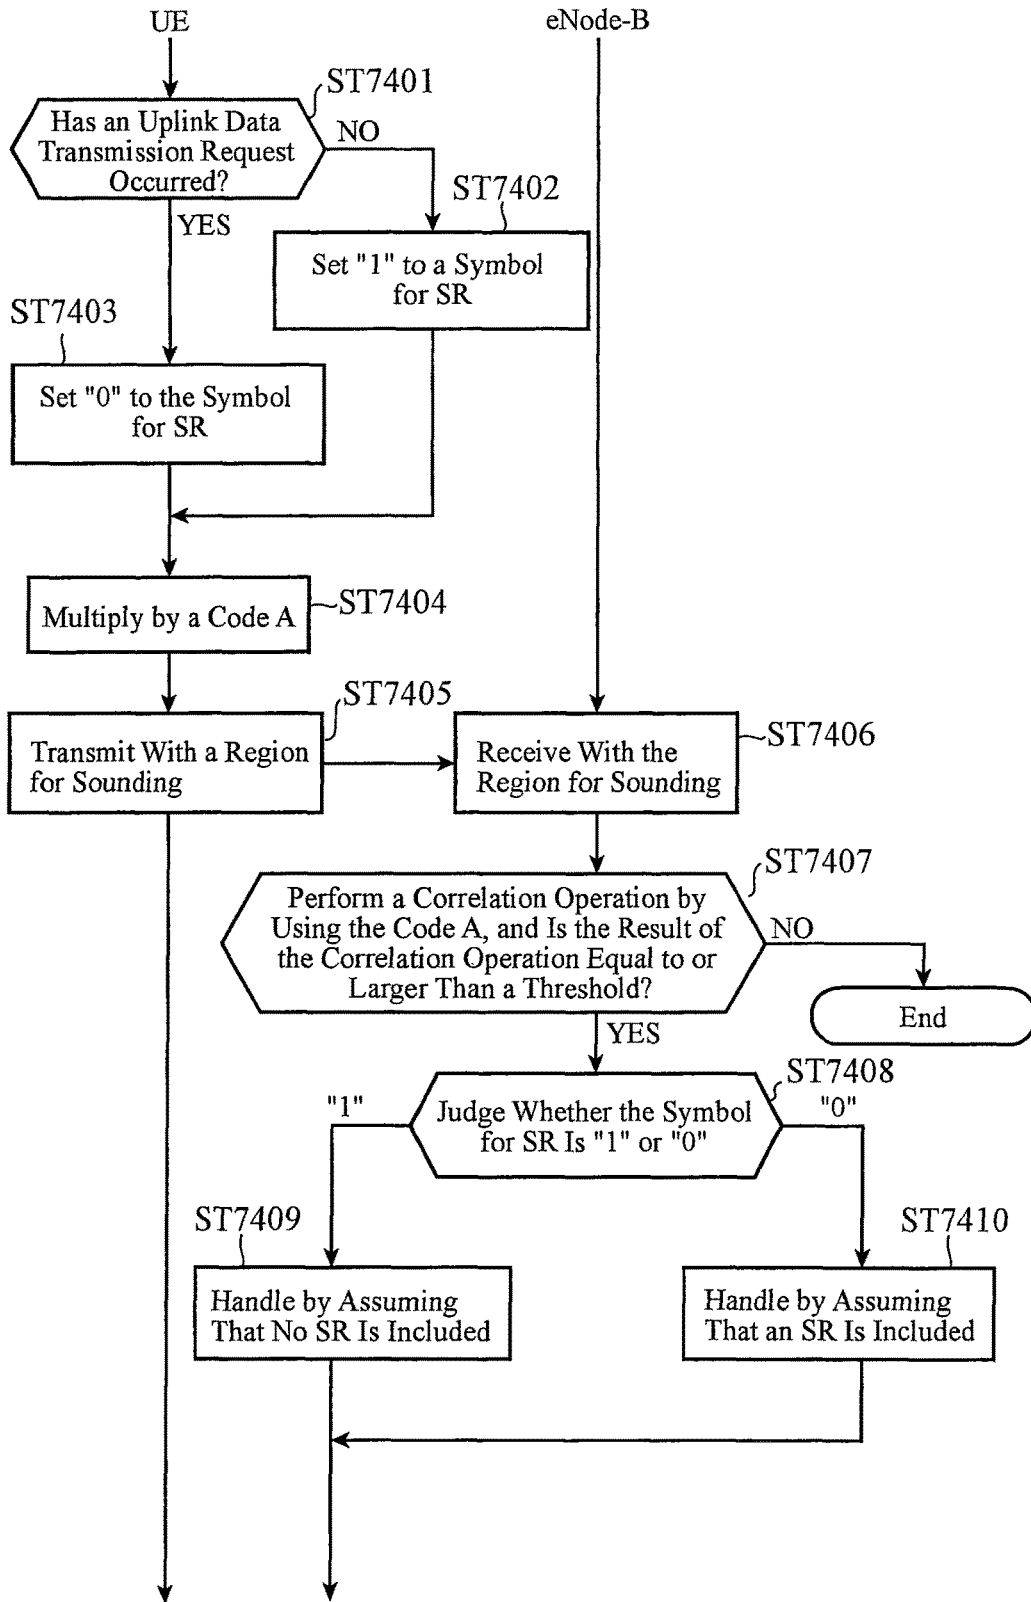 UE
eNode-B
ST7401
Has an Uplink Data
Transmission Request
Occurred?
NO
YES
ST7402
Set "1" to a Symbol
for SR
ST7403
Set "0" to the Symbol
for SR
Multiply by a Code A
ST7404
ST7405
Transmit With a Region
for Sounding
Receive With the
Region for Sounding
ST7406
ST7407
Perform a Correlation Operation by
Using the Code A, and Is the Result of
the Correlation Operation Equal to or
Larger Than a Threshold?
NO
End
YES
ST7408
"1"
Judge Whether the Symbol
for SR Is "1" or "0"
"0"
ST7409
Handle by Assuming
That No SR Is Included
ST7410
Handle by Assuming
That an SR Is Included